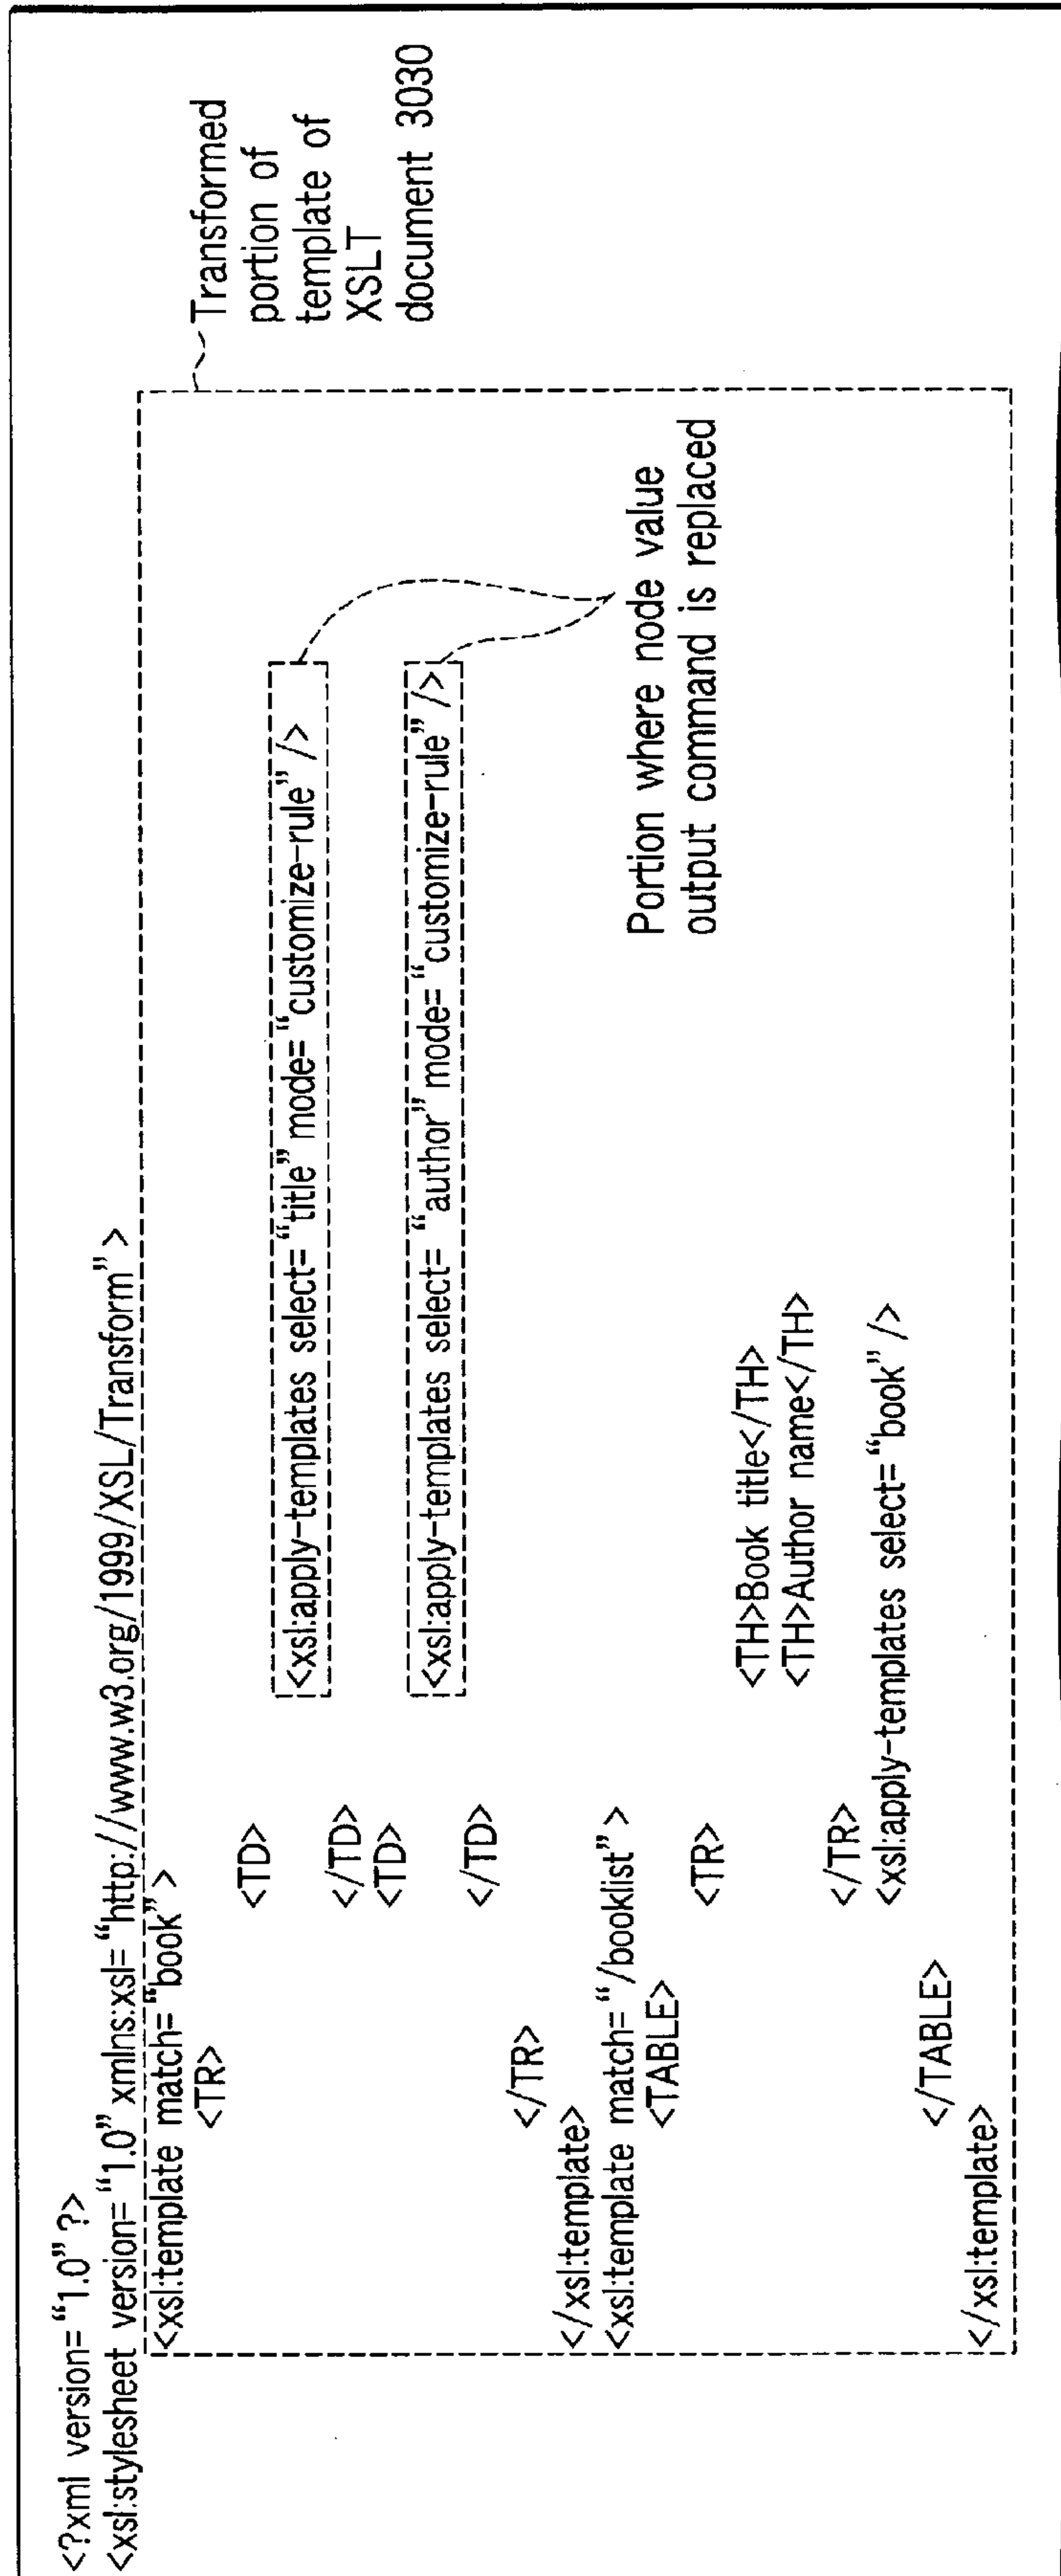 <?xml version=“1.0” ?>
<xsl:stylesheet version=“1.0” xmlns:xsl=“http://www.w3.org/1999/XSL/Transform” >
<xsl:template match=“book” >
<TR>
<TD>
<xsl:apply-templates select=“title” mode=“customize-rule” />
</TD>
<TD>
<xsl:apply-templates select=“author” mode=“customize-rule” />
</TD>
</TR>
</xsl:template>
<xsl:template match=“/booklist” >
<TABLE>
<TR>
<TH>Book title</TH>
<TH>Author name</TH>
</TR>
<xsl:apply-templates select=“book” />
</TABLE>
</xsl:template>
Transformed
portion of
template of
XSLT
document 3030
Portion where node value
output command is replaced